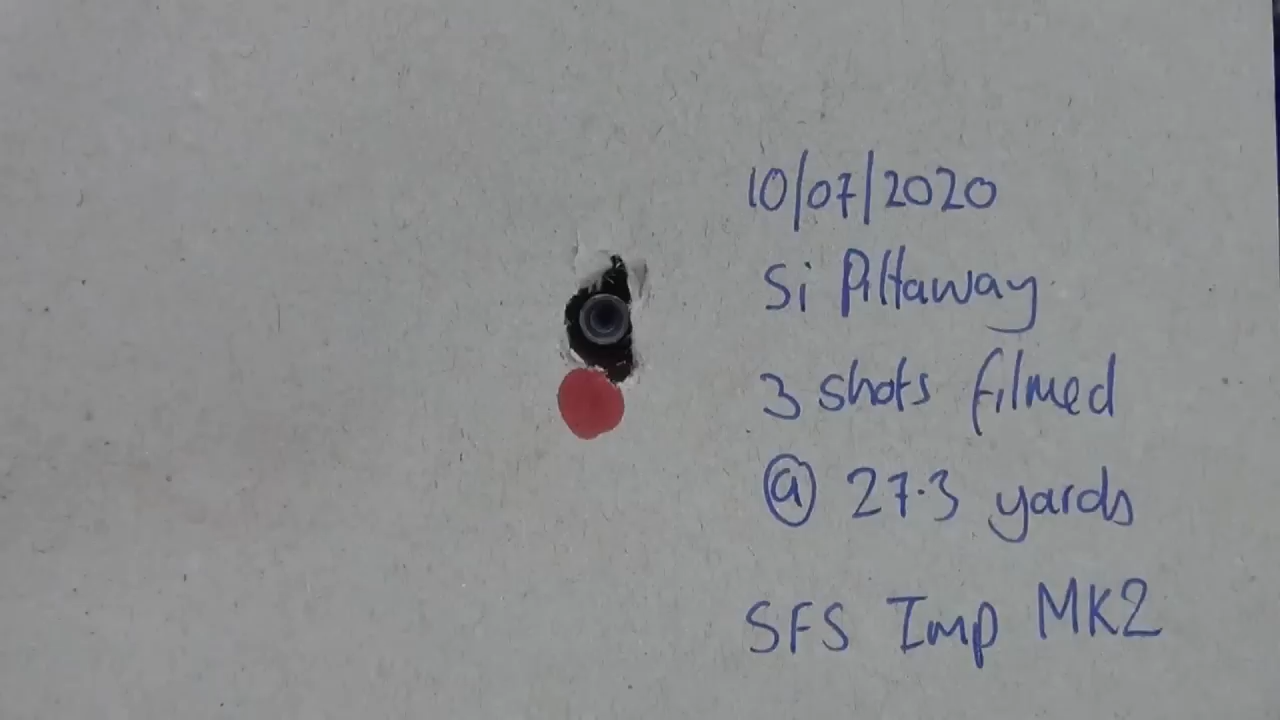 10/07/2020
Si Pittaway
3 shots filmed
@ 27.3 yards
SFS Imp MK2